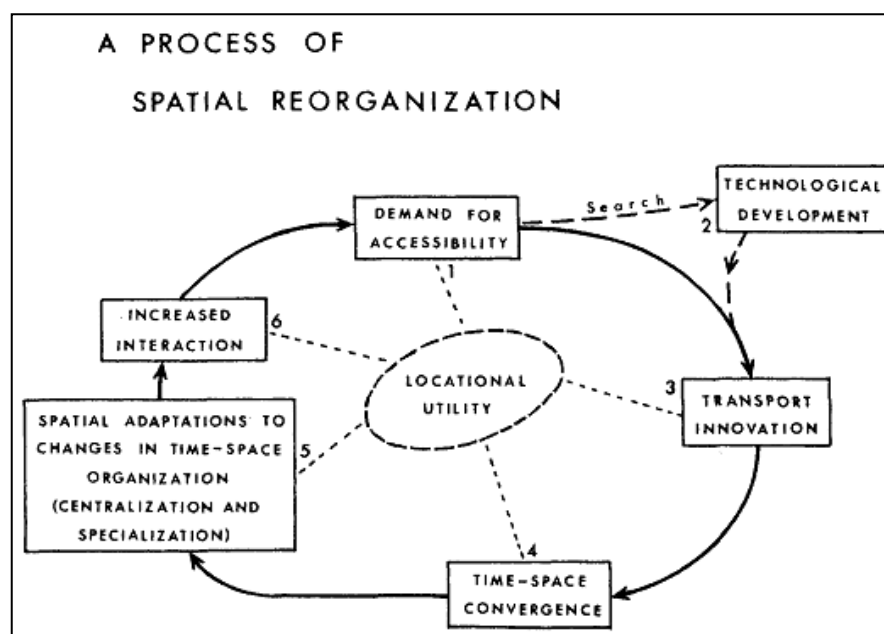 A PROCESS OF
SPATIAL REORGANIZATION
DEMAND FOR
ACCESSIBILITY
1
Search
TECHNOLOGICAL
DEVELOPMENT
2
TRANSPORT
INNOVATION
3
TIME-SPACE
CONVERGENCE
4
SPATIAL ADAPTATIONS TO
CHANGES IN TIME-SPACE
ORGANIZATION
(CENTRALIZATION AND
SPECIALIZATION)
5
INCREASED
INTERACTION
6
LOCATIONAL
UTILITY